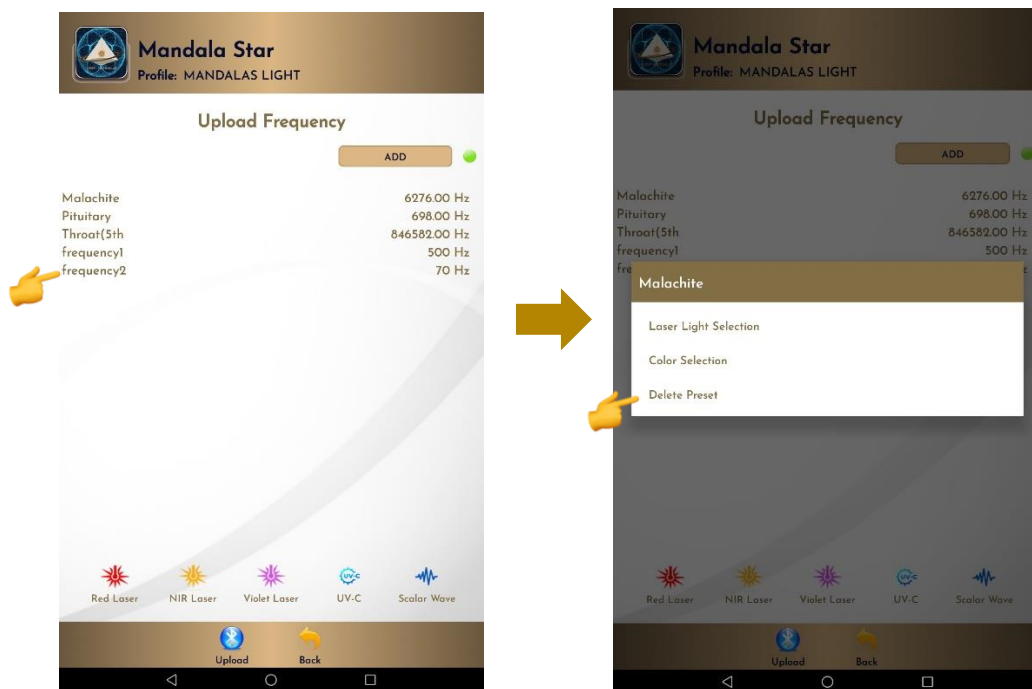 Mandala Star
Profile: MANDALAS LIGHT
Upload Frequency
ADD
Malachite 6276.00 Hz
Pituitary 698.00 Hz
Throat(5th 846582.00 Hz
frequency1 500 Hz
frequency2 70 Hz
Red Laser NIR Laser Violet Laser UV-C Scalar Wave
UV-C
Upload Back
Mandala Star
Profile: MANDALAS LIGHT
Upload Frequency
ADD
Malachite 6276.00 Hz
Pituitary 698.00 Hz
Throat(5th 846582.00 Hz
frequency1 500 Hz
Malachite
Laser Light Selection
Color Selection
Delete Preset
UV-C
Red Laser NIR Laser Violet Laser UV-C Scalar Wave
Upload Back